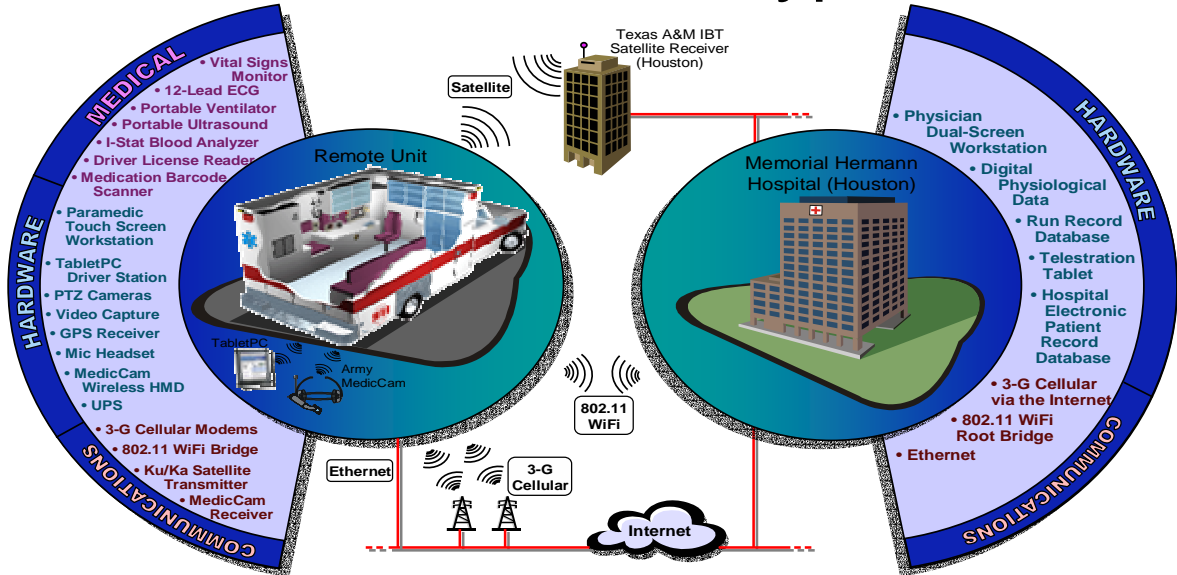 Texas A&M IBT
Satellite Receiver
(Houston)
Satellite
MEDICAL
• Vital Signs
Monitor
• 12-Lead ECG
• Portable Ventilator
• Portable Ultrasound
• I-Stat Blood Analyzer
• Driver License Reader
• Medication Barcode
Scanner
HARDWARE
• Paramedic
Touch Screen
Workstation
• TabletPC
Driver Station
• PTZ Cameras
• Video Capture
• GPS Receiver
• Mic Headset
• MedicCam
Wireless HMD
• UPS
COMMUNICATIONS
• 3-G Cellular Modems
• 802.11 WiFi Bridge
• Ku/Ka Satellite
Transmitter
• MedicCam
Receiver
Remote Unit
TabletPC
Army
MedicCam
802.11
WiFi
Ethernet
3-G
Cellular
Internet
Memorial Hermann
Hospital (Houston)
HARDWARE
• Physician
Dual-Screen
Workstation
• Digital
Physiological
Data
• Run Record
Database
• Telestration
Tablet
• Hospital
Electronic
Patient
Record
Database
COMMUNICATIONS
• 3-G Cellular
via the Internet
• 802.11 WiFi
Root Bridge
• Ethernet